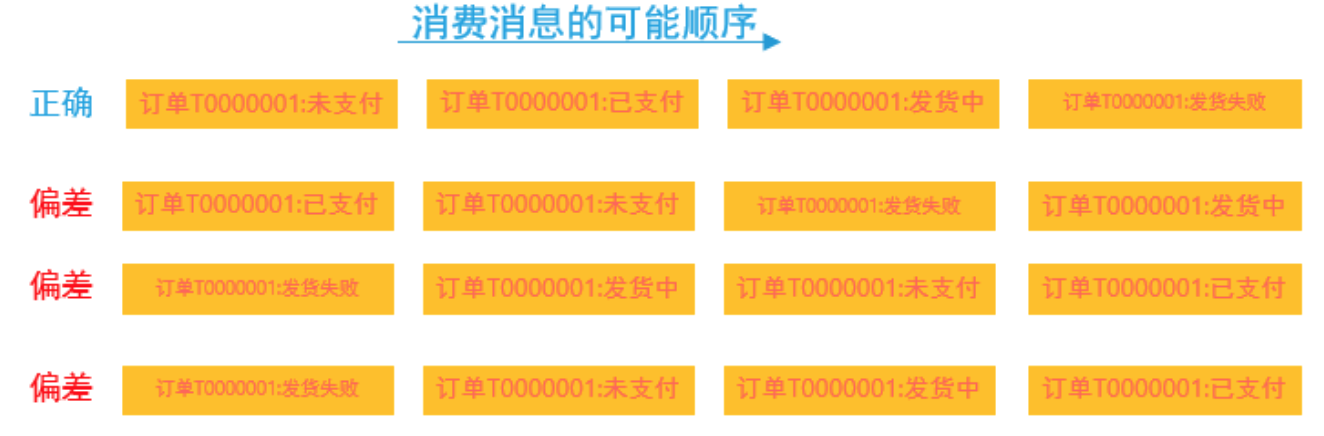 消费消息的可能顺序
正确 订单T0000001:未支付 订单T0000001:已支付 订单T0000001:发货中 订单T0000001:发货失败
偏差 订单T0000001:已支付 订单T0000001:未支付 订单T0000001:发货失败 订单T0000001:发货中
偏差 订单T0000001:发货失败 订单T0000001:发货中 订单T0000001:未支付 订单T0000001:已支付
偏差 订单T0000001:发货失败 订单T0000001:未支付 订单T0000001:发货中 订单T0000001:已支付